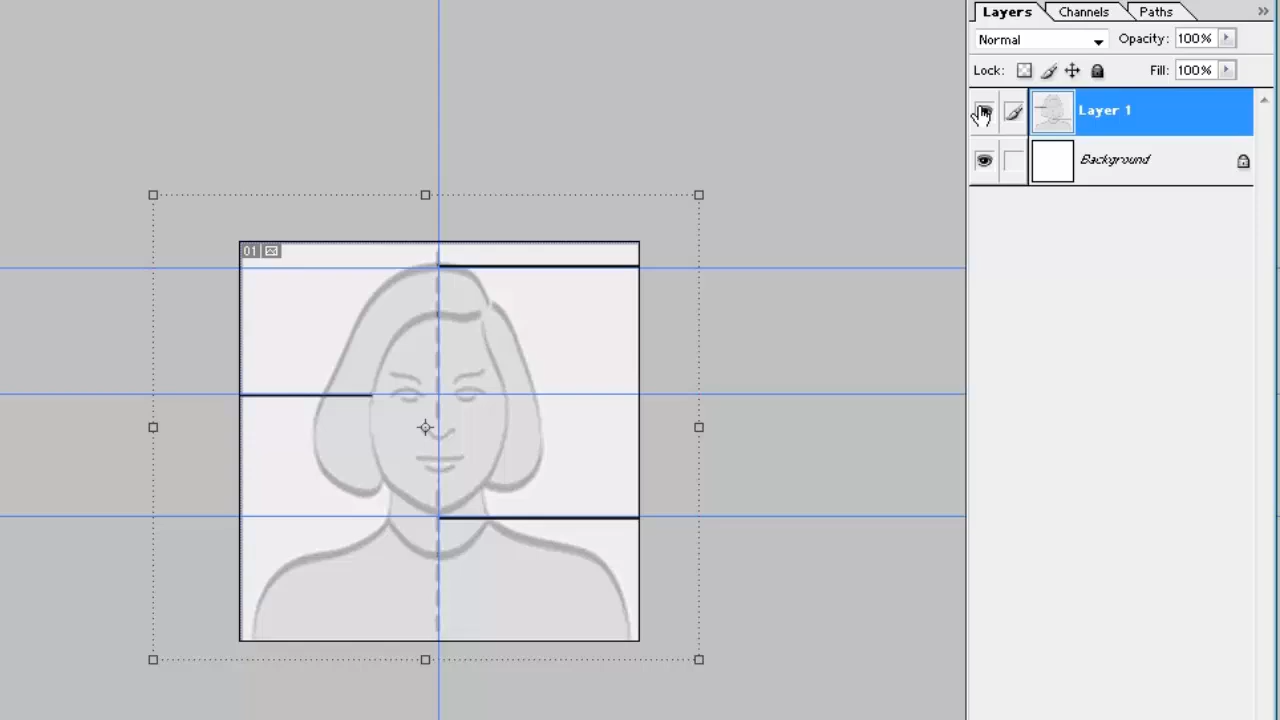 Layers Channels Paths
Normal Opacity: 100%
Lock: Fill: 100%
Layer 1
Background
01